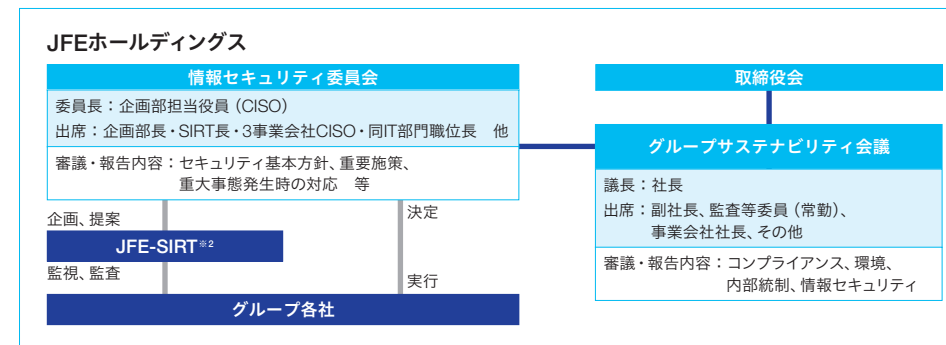 JFEホールディングス
情報セキュリティ委員会
委員長：企画部担当役員（CISO）
出席：企画部長・SIRT長・3事業会社CISO・同IT部門職位長　他
審議・報告内容：セキュリティ基本方針、重要施策、
重大事態発生時の対応　等
企画、提案
決定
JFE-SIRT※2
監視、監査
実行
グループ各社
取締役会
グループサステナビリティ会議
議長：社長
出席：副社長、監査等委員（常勤）、
事業会社社長、その他
審議・報告内容：コンプライアンス、環境、
内部統制、情報セキュリティ